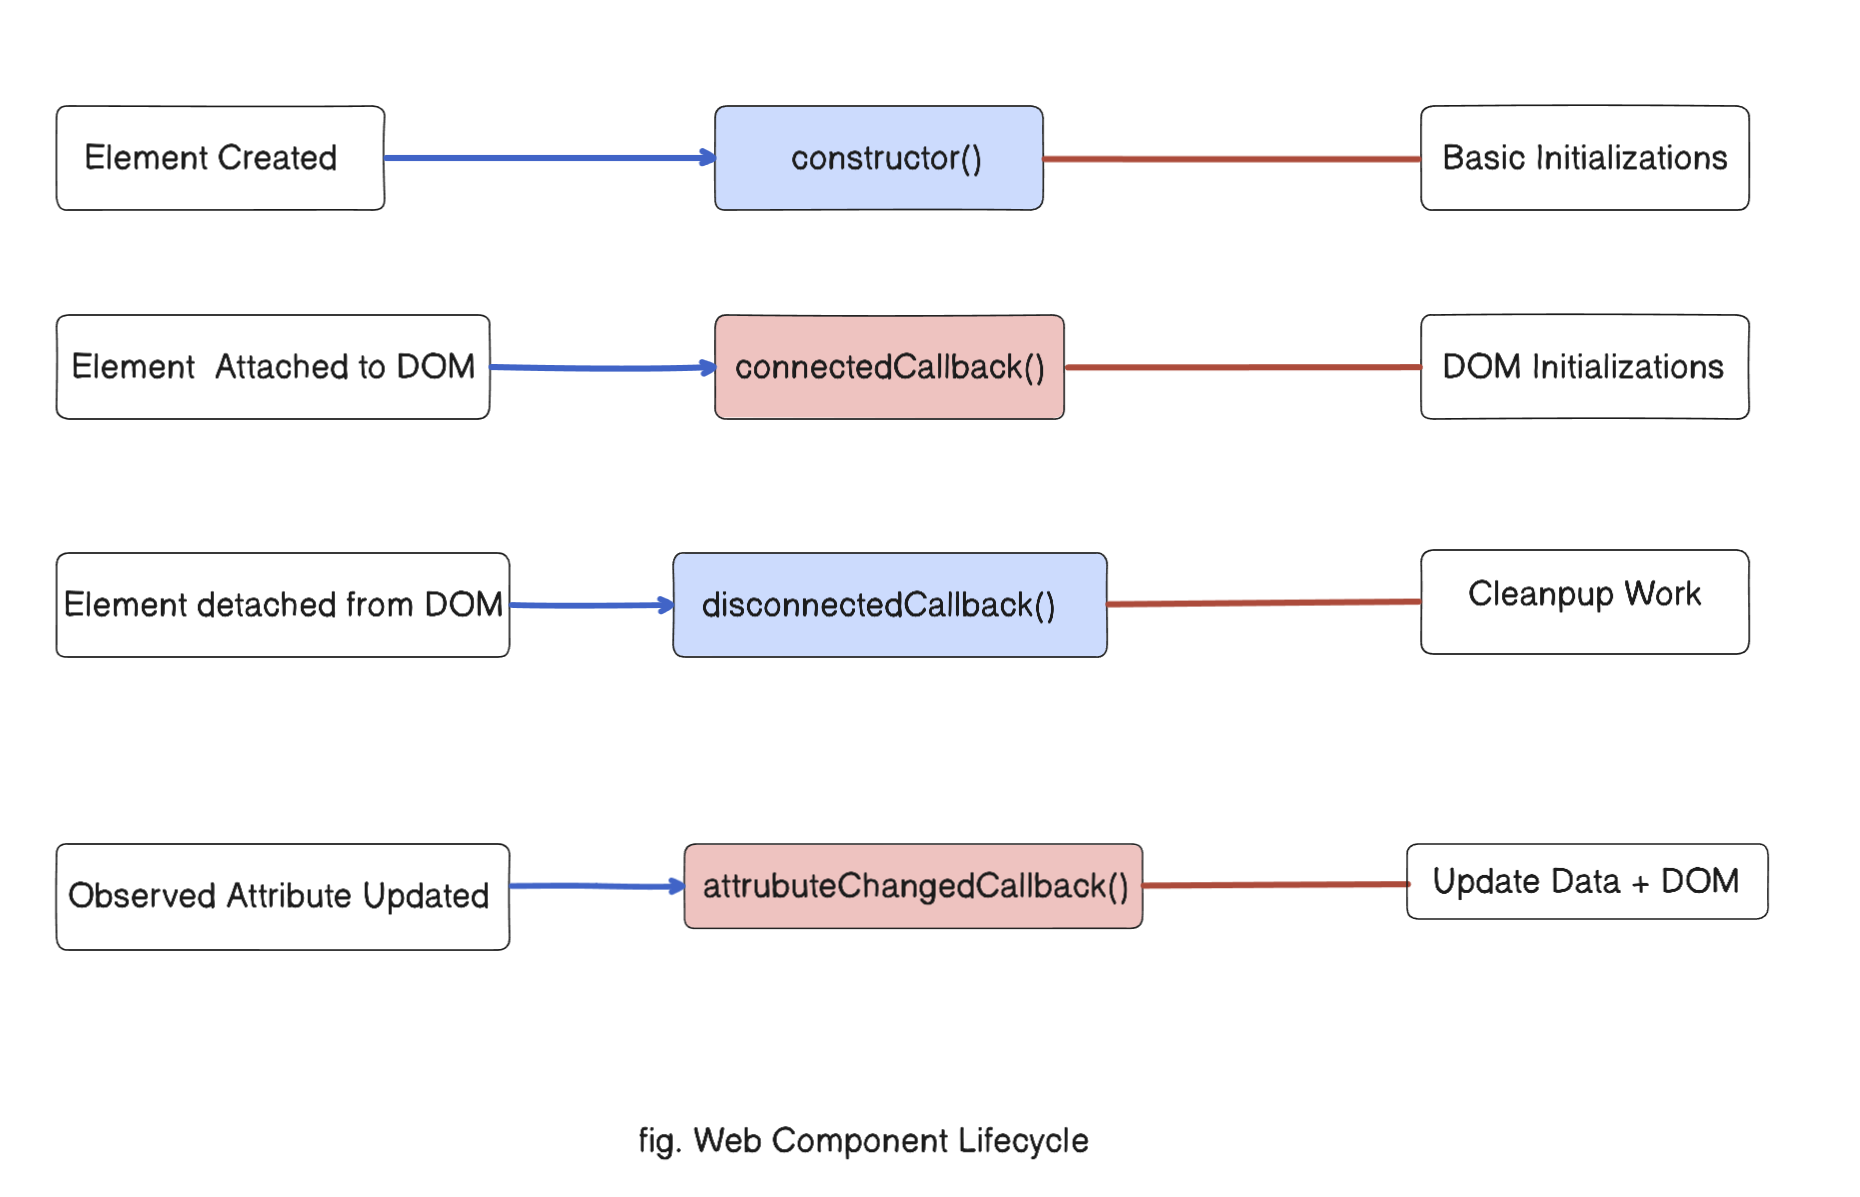 Element Created
constructor()
Basic Initializations
Element  Attached to DOM
connectedCallback()
DOM Initializations
Element detached from DOM
disconnectedCallback()
Cleanpup Work
Observed Attribute Updated
attrubuteChangedCallback()
Update Data + DOM
fig. Web Component Lifecycle